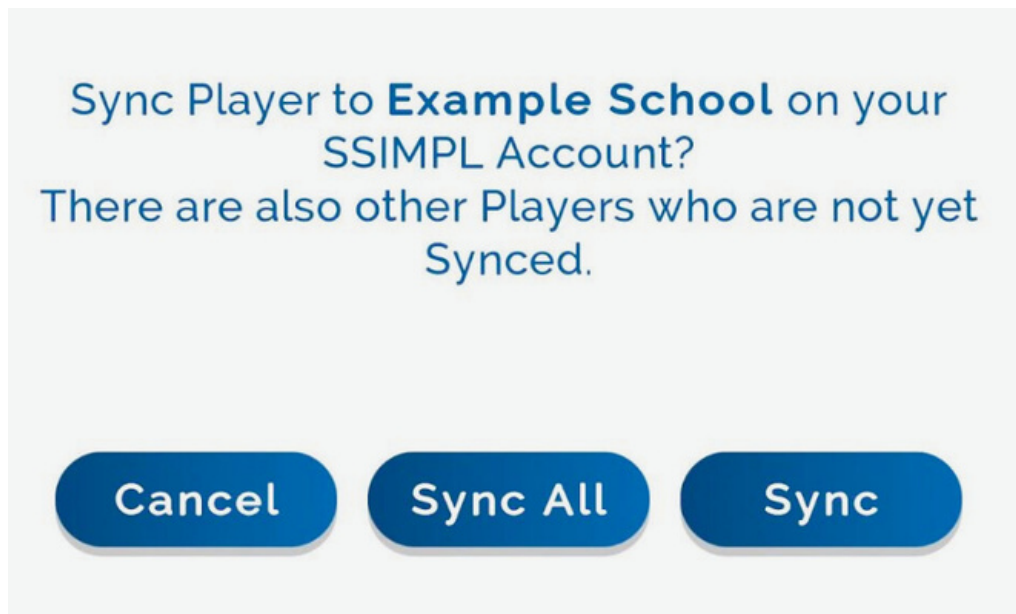 Sync Player to Example School on your
SSIMPL Account?
There are also other Players who are not yet
Synced.
Cancel Sync All Sync